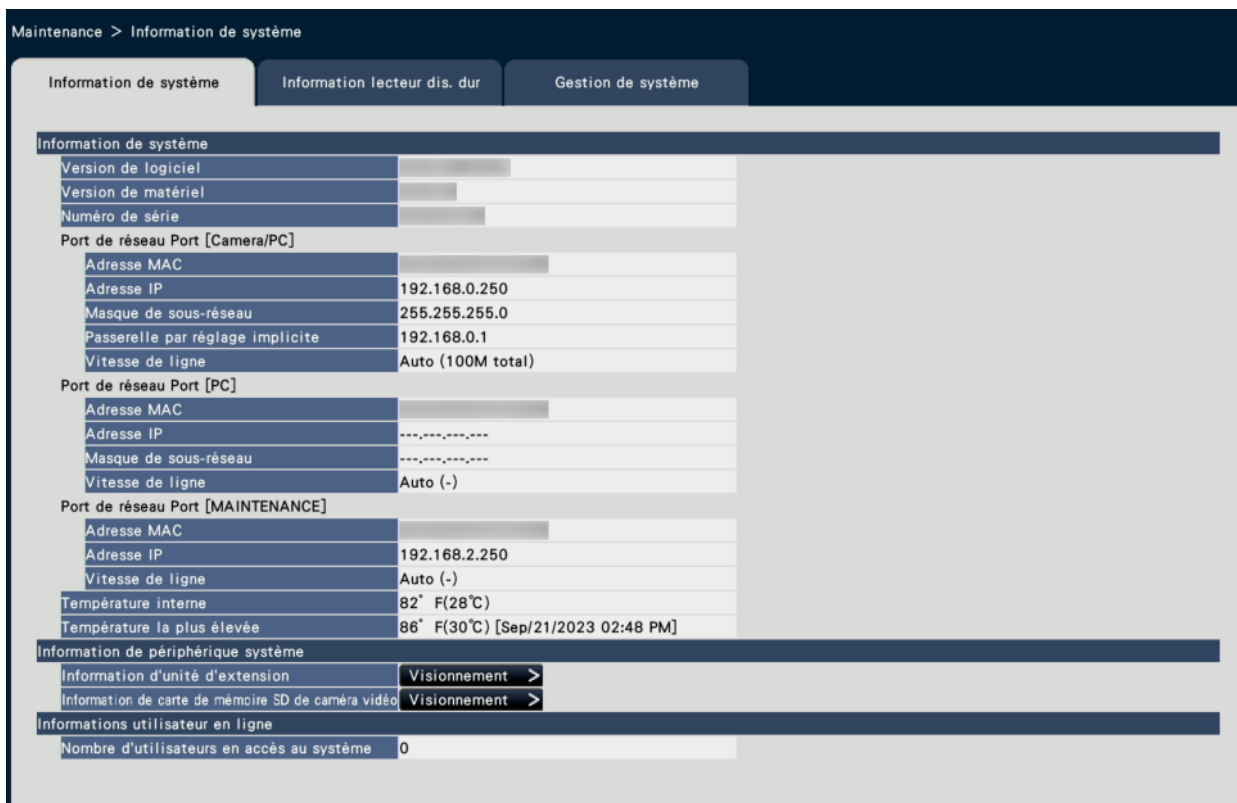 Maintenance > Information de système
Information de système Information lecteur dis. dur Gestion de système
Information de système
Version de logiciel
Version de matériel
Numéro de série
Port de réseau Port [Camera/PC]
Adresse MAC
Adresse IP 192.168.0.250
Masque de sous-réseau 255.255.255.0
Passerelle par réglage implicite 192.168.0.1
Vitesse de ligne Auto (100M total)
Port de réseau Port [PC]
Adresse MAC
Adresse IP ---.---.---.---
Masque de sous-réseau ---.---.---.---
Vitesse de ligne Auto (-)
Port de réseau Port [MAINTENANCE]
Adresse MAC
Adresse IP 192.168.2.250
Vitesse de ligne Auto (-)
Température interne 82° F(28℃)
Température la plus élevée 86° F(30℃) [Sep/21/2023 02:48 PM]
Information de périphérique système
Information d'unité d'extension Visionnement >
Information de carte de mémoire SD de caméra vidéo Visionnement >
Informations utilisateur en ligne
Nombre d'utilisateurs en accès au système 0